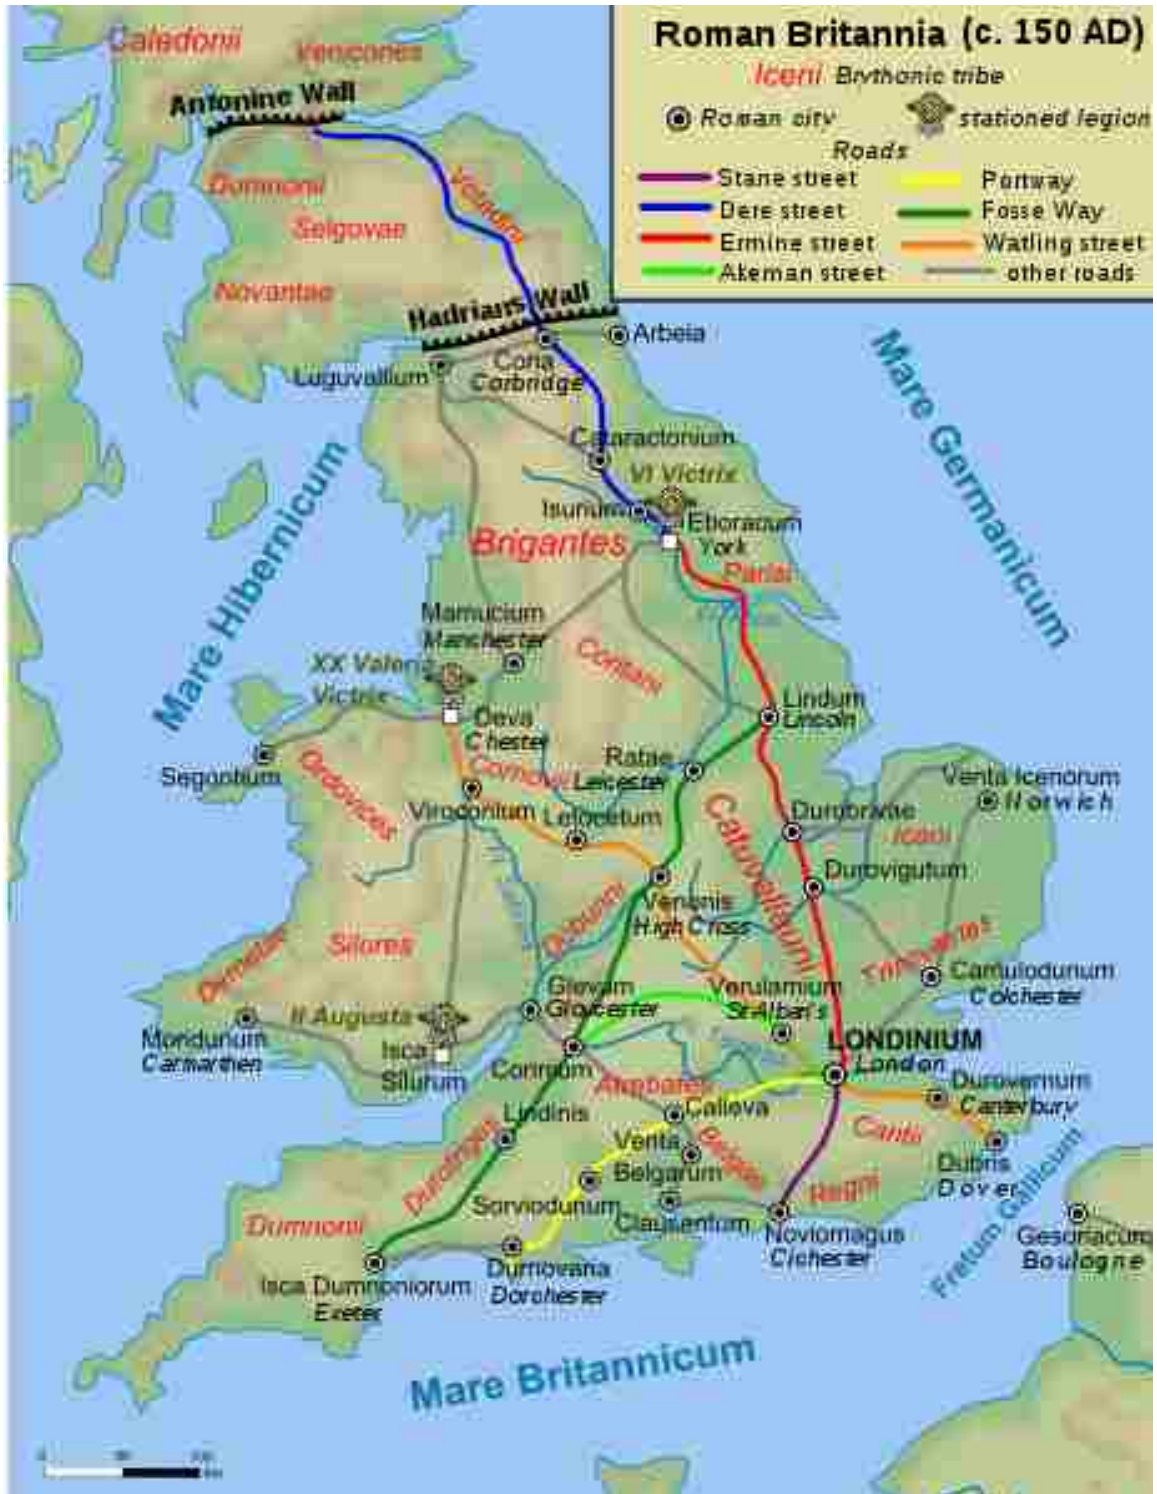 Roman Britannia (c. 150 AD)
Iceni Brythonic tribe
Roman city
stationed legion
Roads
Stane street
Portway
Dere street
Fosse Way
Ermine street
Watling street
Akeman street
other roads
Caledonii
Venicones
Antonine Wall
Dumnonii
Votadini
Selgovae
Novantae
Hadrians Wall
Arbeia
Coria
Corbridge
Luguvallium
Mare Germanicum
Cataractonium
VI Victrix
Isurium
Eboracum
York
Brigantes
Parisi
Mare Hibernicum
Mamucium
Manchester
Coritani
XX Valeria
Victrix
Deva
Chester
Lindum
Lincoln
Segontium
Ordovices
Cornovii
Ratae
Leicester
Venta Icenorum
Norwich
Viroconium
Letocetum
Catuvellauni
Durobrivae
Iceni
Durovigutum
Venonis
High Cross
Dobunni
Silures
Demetae
Trinovantes
Camulodunum
Colchester
Glevum
Gloucester
Verulamium
St Alban's
II Augusta
Moridunum
Carmarthen
Isca
Silurum
Corinium
LONDINIUM
London
Atrebates
Durovernum
Canterbury
Lindinis
Calleva
Cantii
Durotriges
Venta
Belgarum
Belgae
Dubris
Dover
Regni
Sorviodunum
Clausentum
Noviomagus
Cichester
Dumnonii
Fretum Gallicum
Gesoriacum
Boulogne
Isca Dumnoniorum
Exeter
Durnovaria
Dorchester
Mare Britannicum